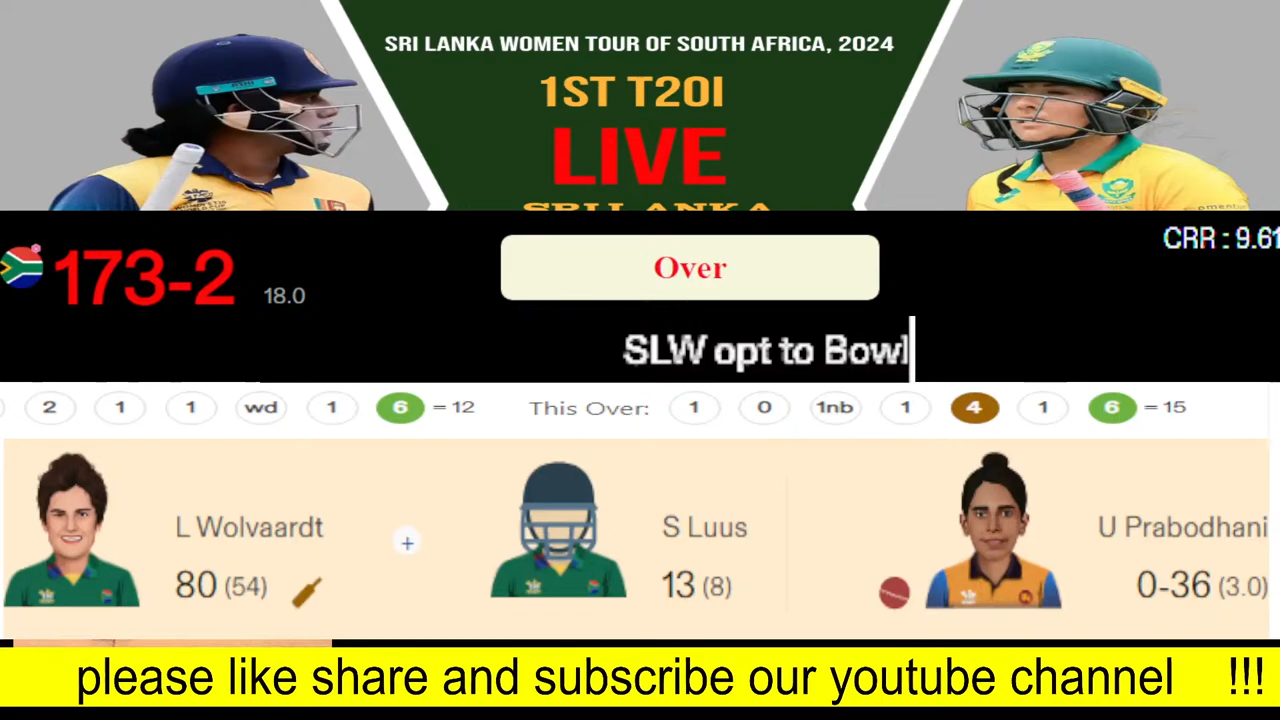 SRI LANKA WOMEN TOUR OF SOUTH AFRICA, 2024
1ST T20I
LIVE
SRI LANKA
173-2 18.0
Over
CRR : 9.61
SLW opt to Bowl
2 1 1 wd 1 6 = 12 This Over: 1 0 1nb 1 4 1 6 = 15
L Wolvaardt + S Luus U Prabodhani
80 (54) 13 (8) 0-36 (3.0)
please like share and subscribe our youtube channel !!!